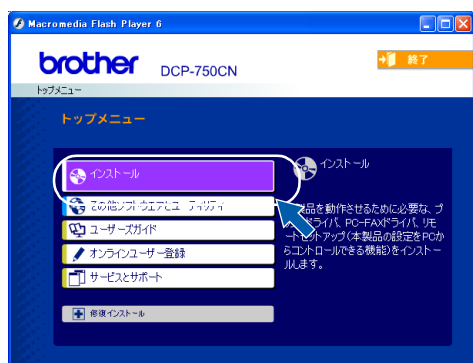 Macromedia Flash Player 6
brother
DCP-750CN
終了
トップメニュー
トップメニュー
インストール
その他ソフトウェアとユーティリティ
ユーザーズガイド
オンラインユーザー登録
サービスとサポート
修復インストール
インストール
製品を動作させるために必要な、プ
ドライバ、PC-FAXドライバ、リモ
ートセットアップ(本製品の設定をPCか
らコントロールできる機能)をインストー
ルします。